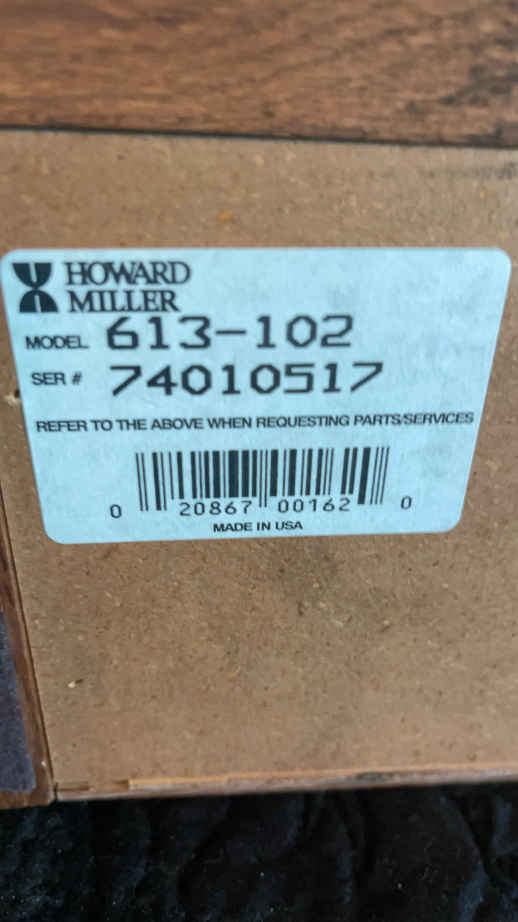 HOWARD
MILLER
MODEL 613-102
SER # 74010517
REFER TO THE ABOVE WHEN REQUESTING PARTS/SERVICES
0 20867 00162 0
MADE IN USA